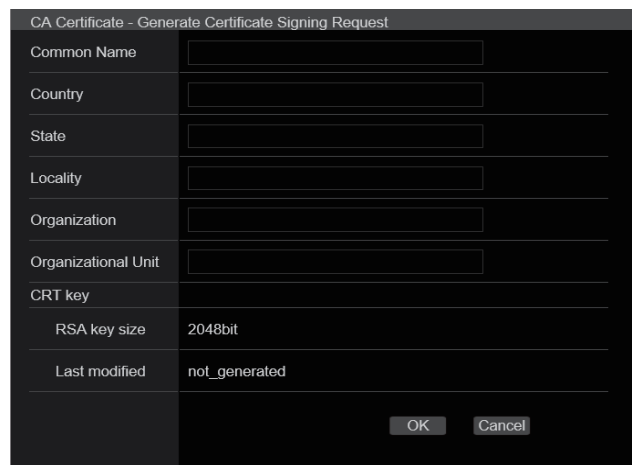 CA Certificate - Generate Certificate Signing Request
Common Name
Country
State
Locality
Organization
Organizational Unit
CRT key
RSA key size 2048bit
Last modified not_generated
OK Cancel